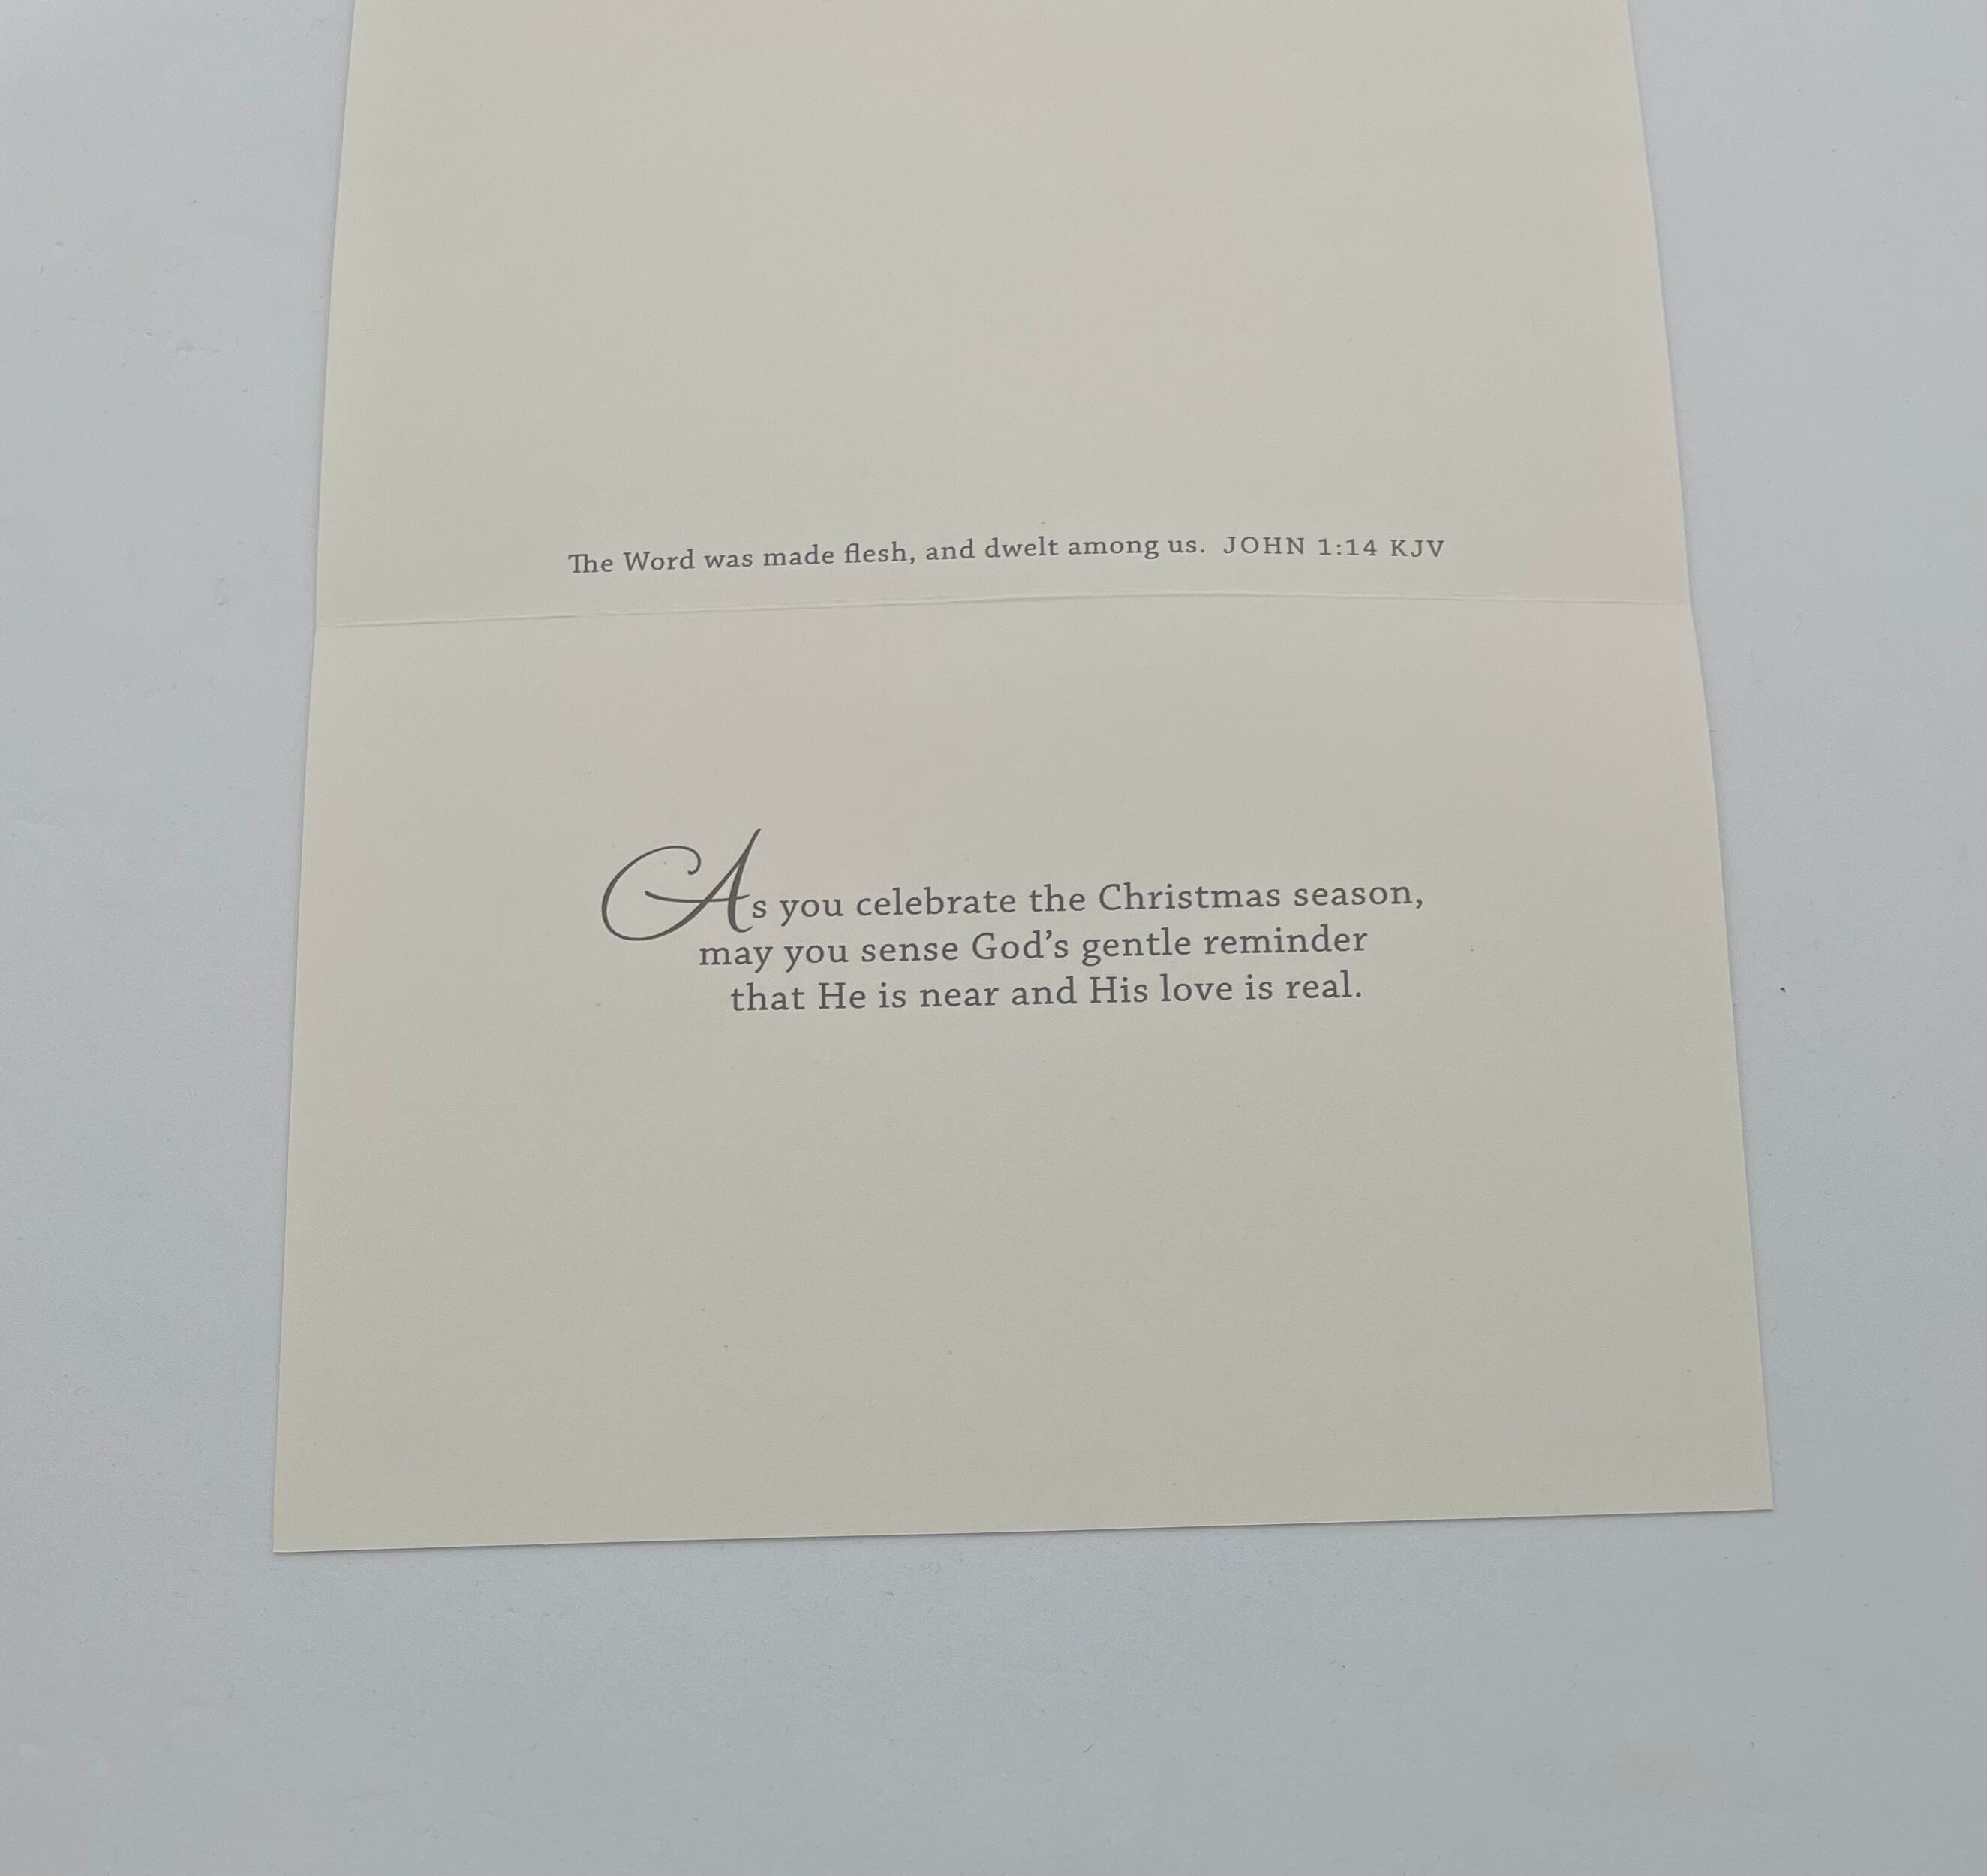 The Word was made flesh, and dwelt among us. JOHN 1:14 KJV
As you celebrate the Christmas season,
may you sense God’s gentle reminder
that He is near and His love is real.